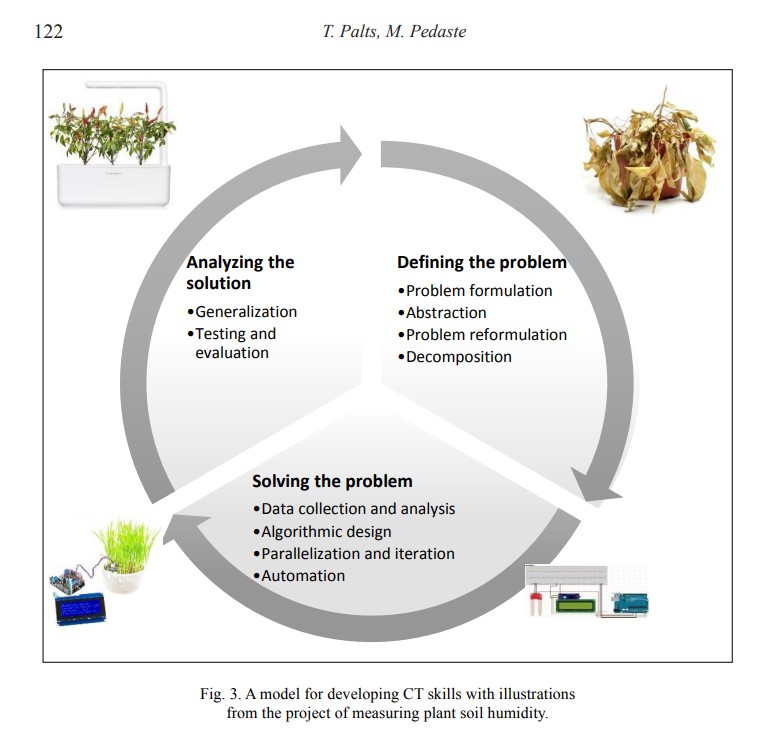 122
T. Palts, M. Pedaste
Analyzing the
solution
•Generalization
•Testing and
evaluation
Defining the problem
•Problem formulation
•Abstraction
•Problem reformulation
•Decomposition
Solving the problem
•Data collection and analysis
•Algorithmic design
•Parallelization and iteration
•Automation
Fig. 3. A model for developing CT skills with illustrations
from the project of measuring plant soil humidity.